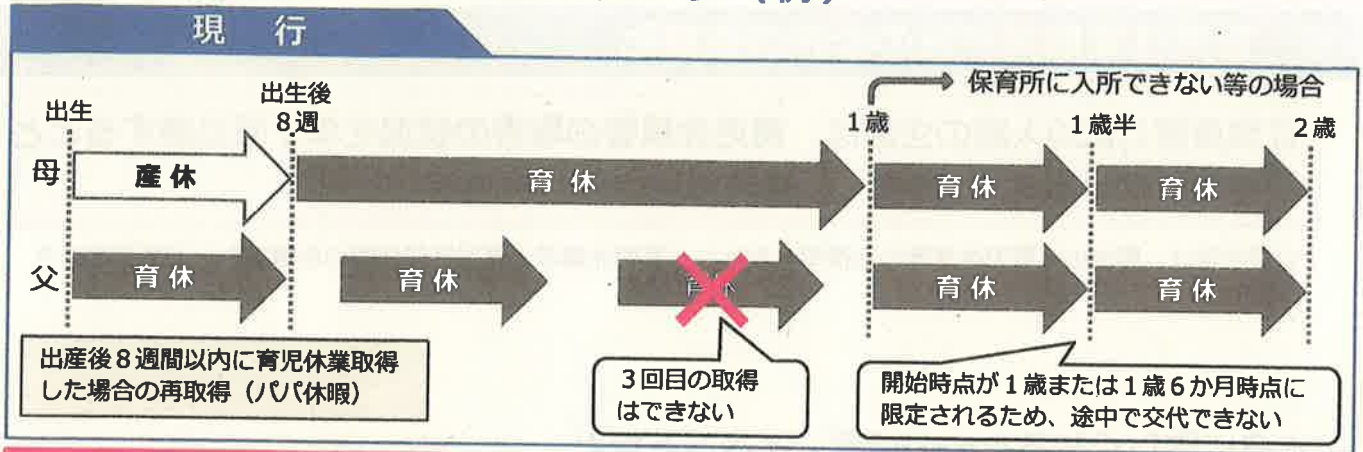 (例)
現 行
保育所に入所できない等の場合
出生
出生後
8週
1歳
1歳半
2歳
母
産休
育休
育休
育休
父
育休
育休
育休
育休
育休
出産後8週間以内に育児休業取得
した場合の再取得(パパ休暇)
3回目の取得
はできない
開始時点が1歳または1歳6か月時点に
限定されるため、途中で交代できない